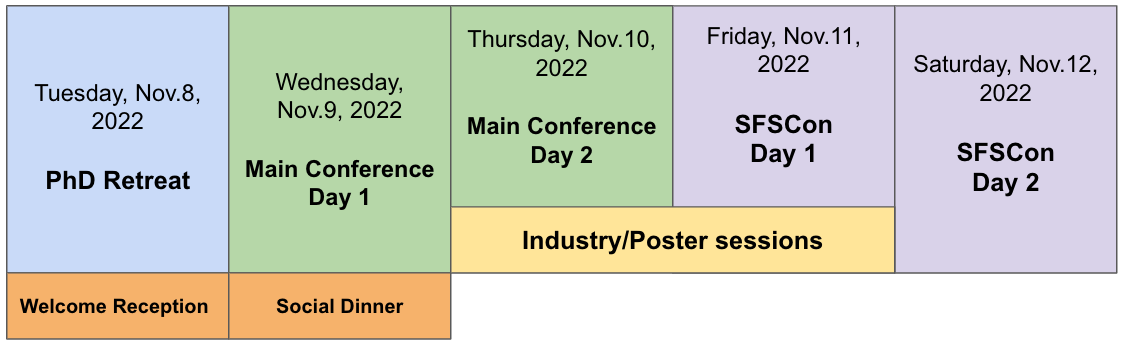 Tuesday, Nov.8,
2022
PhD Retreat
Wednesday,
Nov.9, 2022
Main Conference
Day 1
Thursday, Nov.10,
2022
Main Conference
Day 2
Friday, Nov.11,
2022
SFSCon
Day 1
Saturday, Nov.12,
2022
SFSCon
Day 2
Industry/Poster sessions
Welcome Reception
Social Dinner